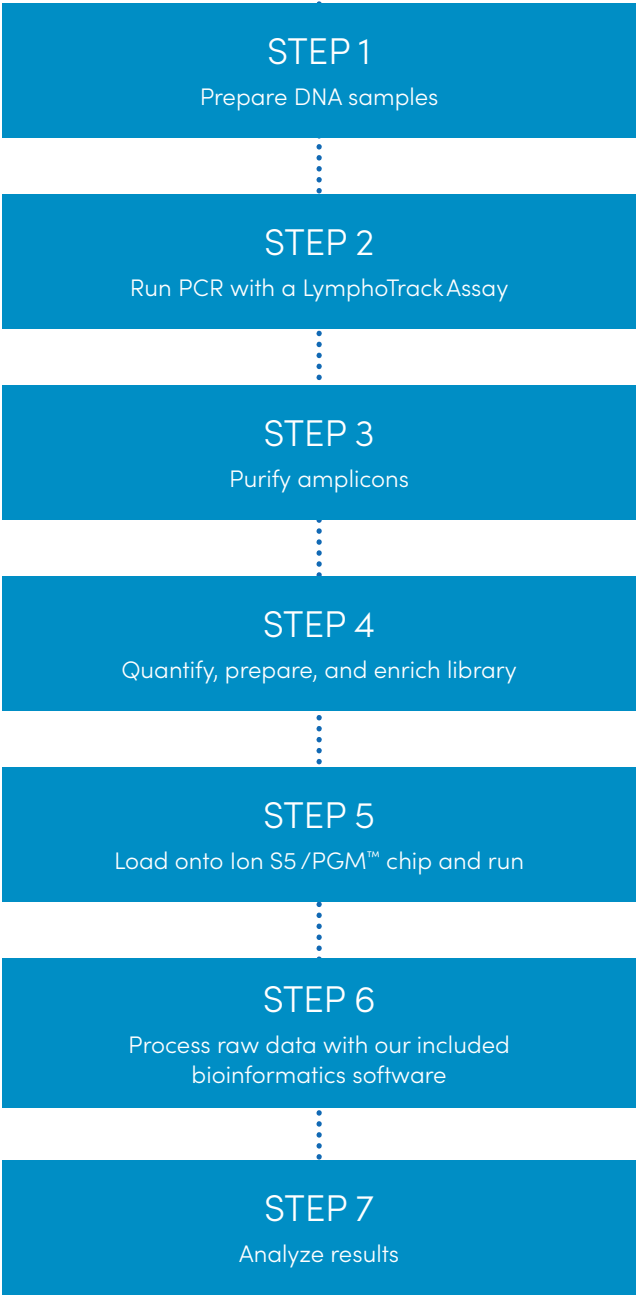 STEP 1
Prepare DNA samples
STEP 2
Run PCR with a LymphoTrack Assay
STEP 3
Purify amplicons
STEP 4
Quantify, prepare, and enrich library
STEP 5
Load onto Ion S5/PGM™ chip and run
STEP 6
Process raw data with our included
bioinformatics software
STEP 7
Analyze results